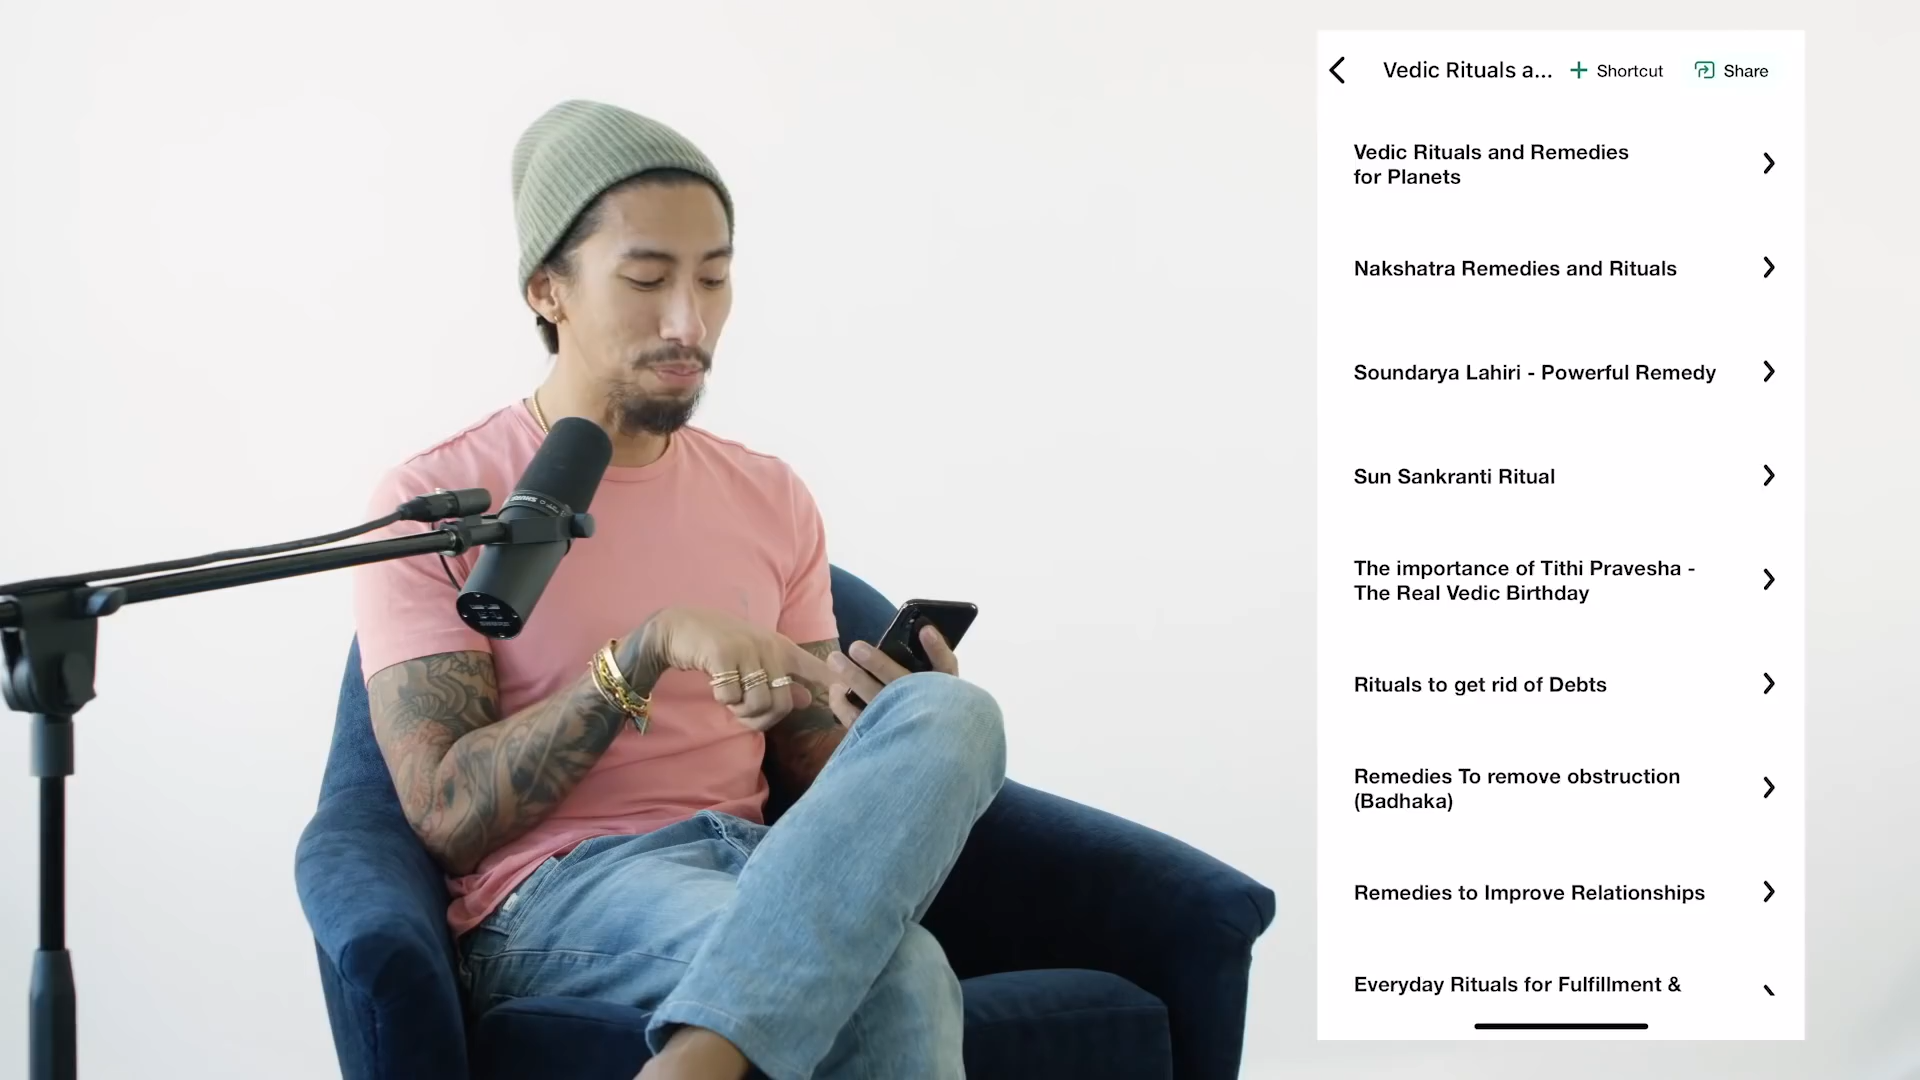 Vedic Rituals a...
Shortcut
Share
Vedic Rituals and Remedies
for Planets
Nakshatra Remedies and Rituals
Soundarya Lahiri - Powerful Remedy
Sun Sankranti Ritual
The importance of Tithi Pravesha -
The Real Vedic Birthday
Rituals to get rid of Debts
Remedies To remove obstruction
(Badhaka)
Remedies to Improve Relationships
Everyday Rituals for Fulfillment &
SHURE